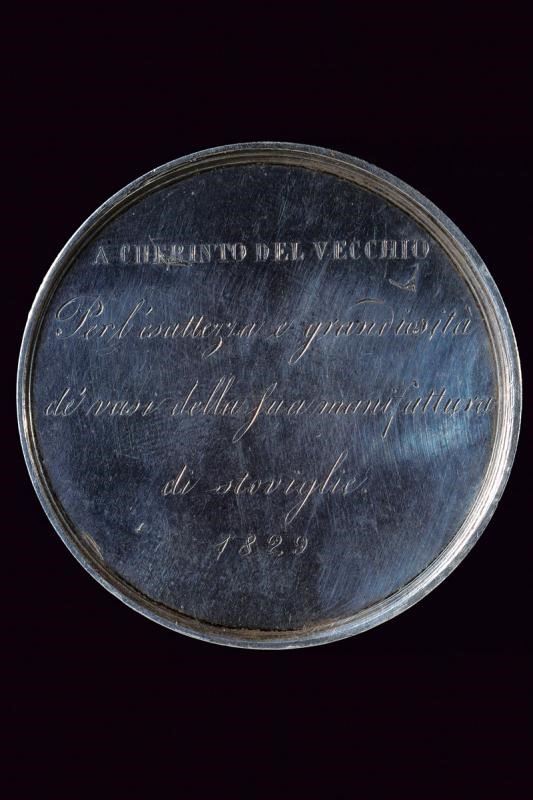 A CHERINTO DEL VECCHIO
Per l'esattezza e grandiosità
de' vasi della sua manifattura
di stoviglie.
1829